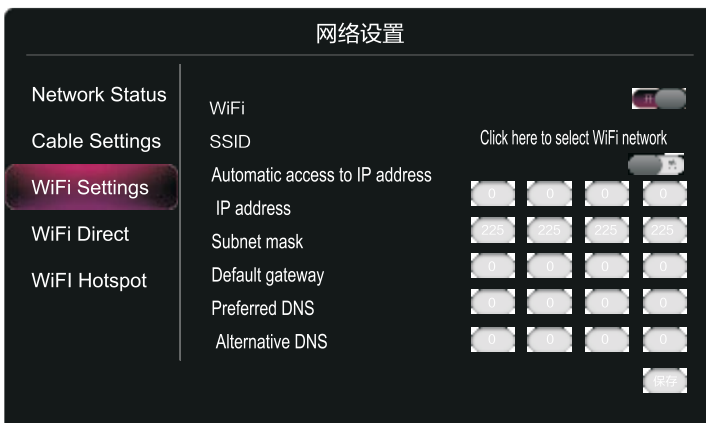 网络设置
Network Status
Cable Settings
WiFi Settings
WiFi Direct
WiFI Hotspot
WiFi
SSID Click here to select WiFi network
Automatic access to IP address
IP address 0 0 0 0
Subnet mask 225 225 225 225
Default gateway 0 0 0 0
Preferred DNS 0 0 0 0
Alternative DNS 0 0 0 0
保存